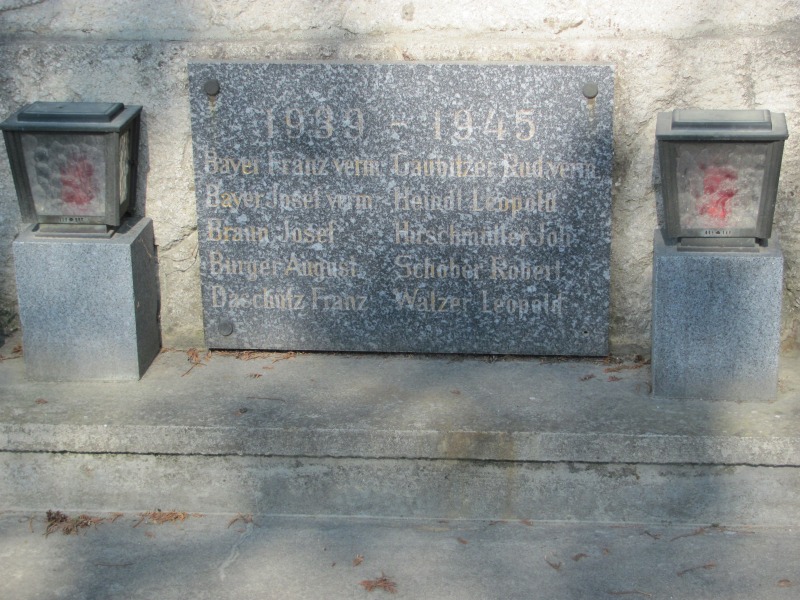 1939 - 1945
Bayer Franz verm. Gaubitzer Rud. verm.
Bayer Josef verm. Heindl Leopold
Braun Josef Hirschmüller Joh.
Burger August Schober Robert
Daschütz Franz Walzer Leopold